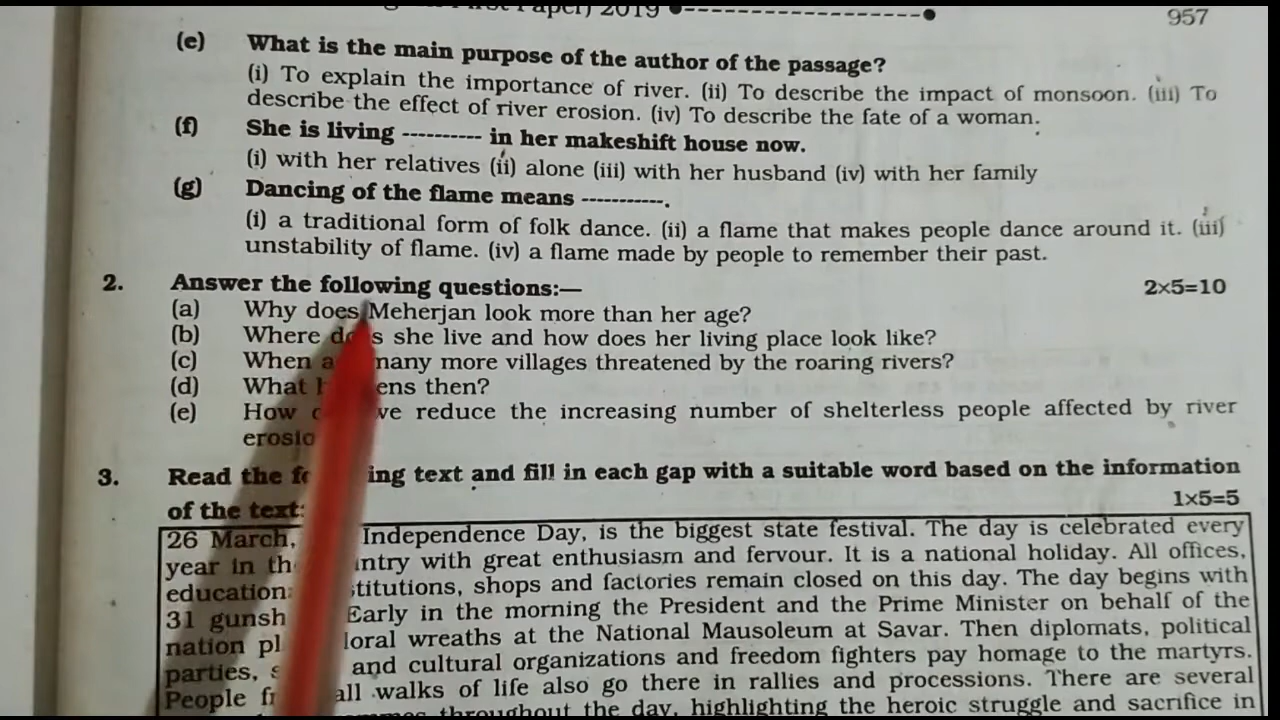 Paper) 2019 957
(e) What is the main purpose of the author of the passage?
(i) To explain the importance of river. (ii) To describe the impact of monsoon. (iii) To
describe the effect of river erosion. (iv) To describe the fate of a woman.
(f) She is living ---------- in her makeshift house now.
(i) with her relatives (ii) alone (iii) with her husband (iv) with her family
(g) Dancing of the flame means -----------.
(i) a traditional form of folk dance. (ii) a flame that makes people dance around it. (iii)
unstability of flame. (iv) a flame made by people to remember their past.
2. Answer the following questions:— 2×5=10
(a) Why does Meherjan look more than her age?
(b) Where does she live and how does her living place look like?
(c) When many more villages threatened by the roaring rivers?
(d) What happens then?
(e) How we reduce the increasing number of shelterless people affected by river
erosio
3. Read the following text and fill in each gap with a suitable word based on the information
of the text: 1×5=5
26 March, Independence Day, is the biggest state festival. The day is celebrated every
year in the country with great enthusiasm and fervour. It is a national holiday. All offices,
educational institutions, shops and factories remain closed on this day. The day begins with
31 gunsh Early in the morning the President and the Prime Minister on behalf of the
nation floral wreaths at the National Mausoleum at Savar. Then diplomats, political
parties, and cultural organizations and freedom fighters pay homage to the martyrs.
People from all walks of life also go there in rallies and processions. There are several
throughout the day, highlighting the heroic struggle and sacrifice in